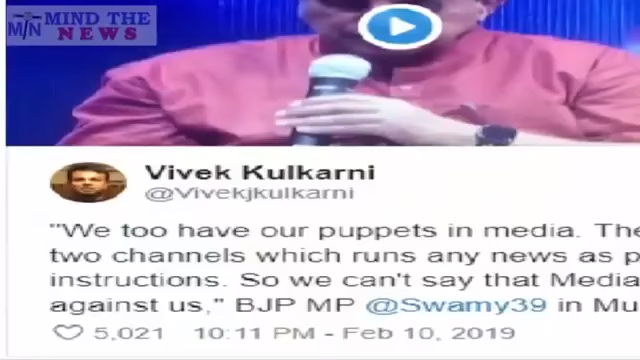 MIN MIND THE
NEWS
Vivek Kulkarni
@Vivekjkulkarni
"We too have our puppets in media. The
two channels which runs any news as p
instructions. So we can't say that Media
against us," BJP MP @Swamy39 in Mu
5,021 10:11 PM - Feb 10, 2019